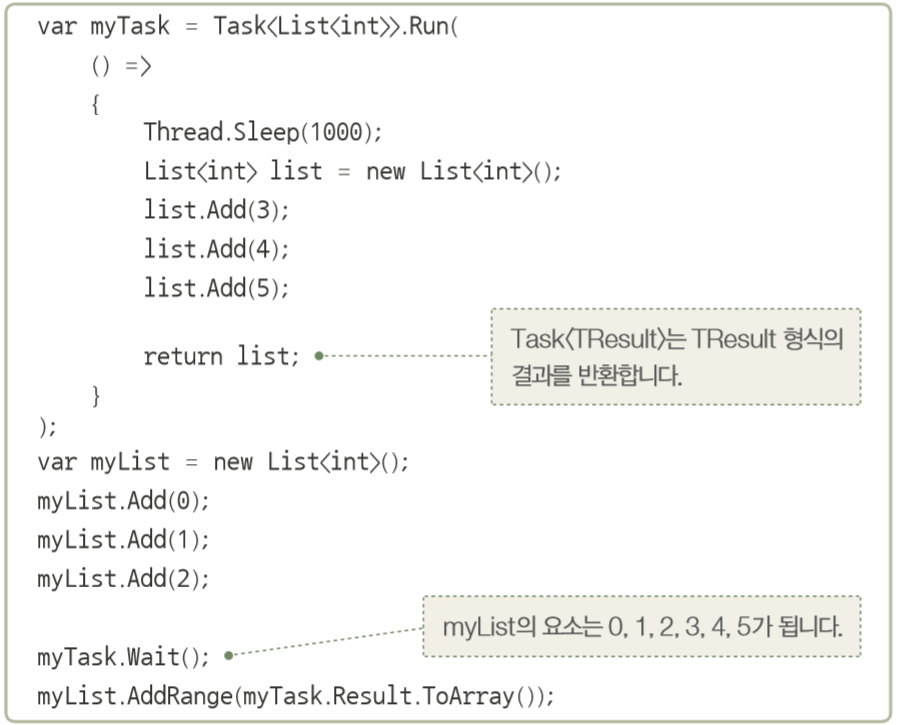 var myTask = Task<List<int>>.Run(
    () =>
    {
        Thread.Sleep(1000);
        List<int> list = new List<int>();
        list.Add(3);
        list.Add(4);
        list.Add(5);

        return list;
Task<TResult>는 TResult 형식의
결과를 반환합니다.
    }
);
var myList = new List<int>();
myList.Add(0);
myList.Add(1);
myList.Add(2);

myList의 요소는 0, 1, 2, 3, 4, 5가 됩니다.
myTask.Wait();
myList.AddRange(myTask.Result.ToArray());